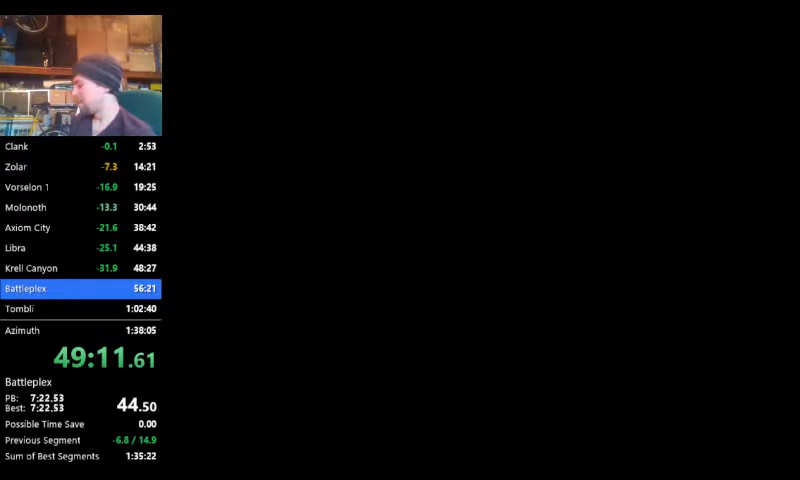 Clank -0.1 2:53
Zolar -7.3 14:21
Vorselon 1 -16.9 19:25
Molonoth -13.3 30:44
Axiom City -21.6 38:42
Libra -25.1 44:38
Krell Canyon -31.9 48:27
Battleplex 56:21
Tombli 1:02:40
Azimuth 1:38:05
49:11.61
Battleplex
PB: 7:22.53
Best: 7:22.53 44.50
Possible Time Save 0.00
Previous Segment -6.8 / 14.9
Sum of Best Segments 1:35:22